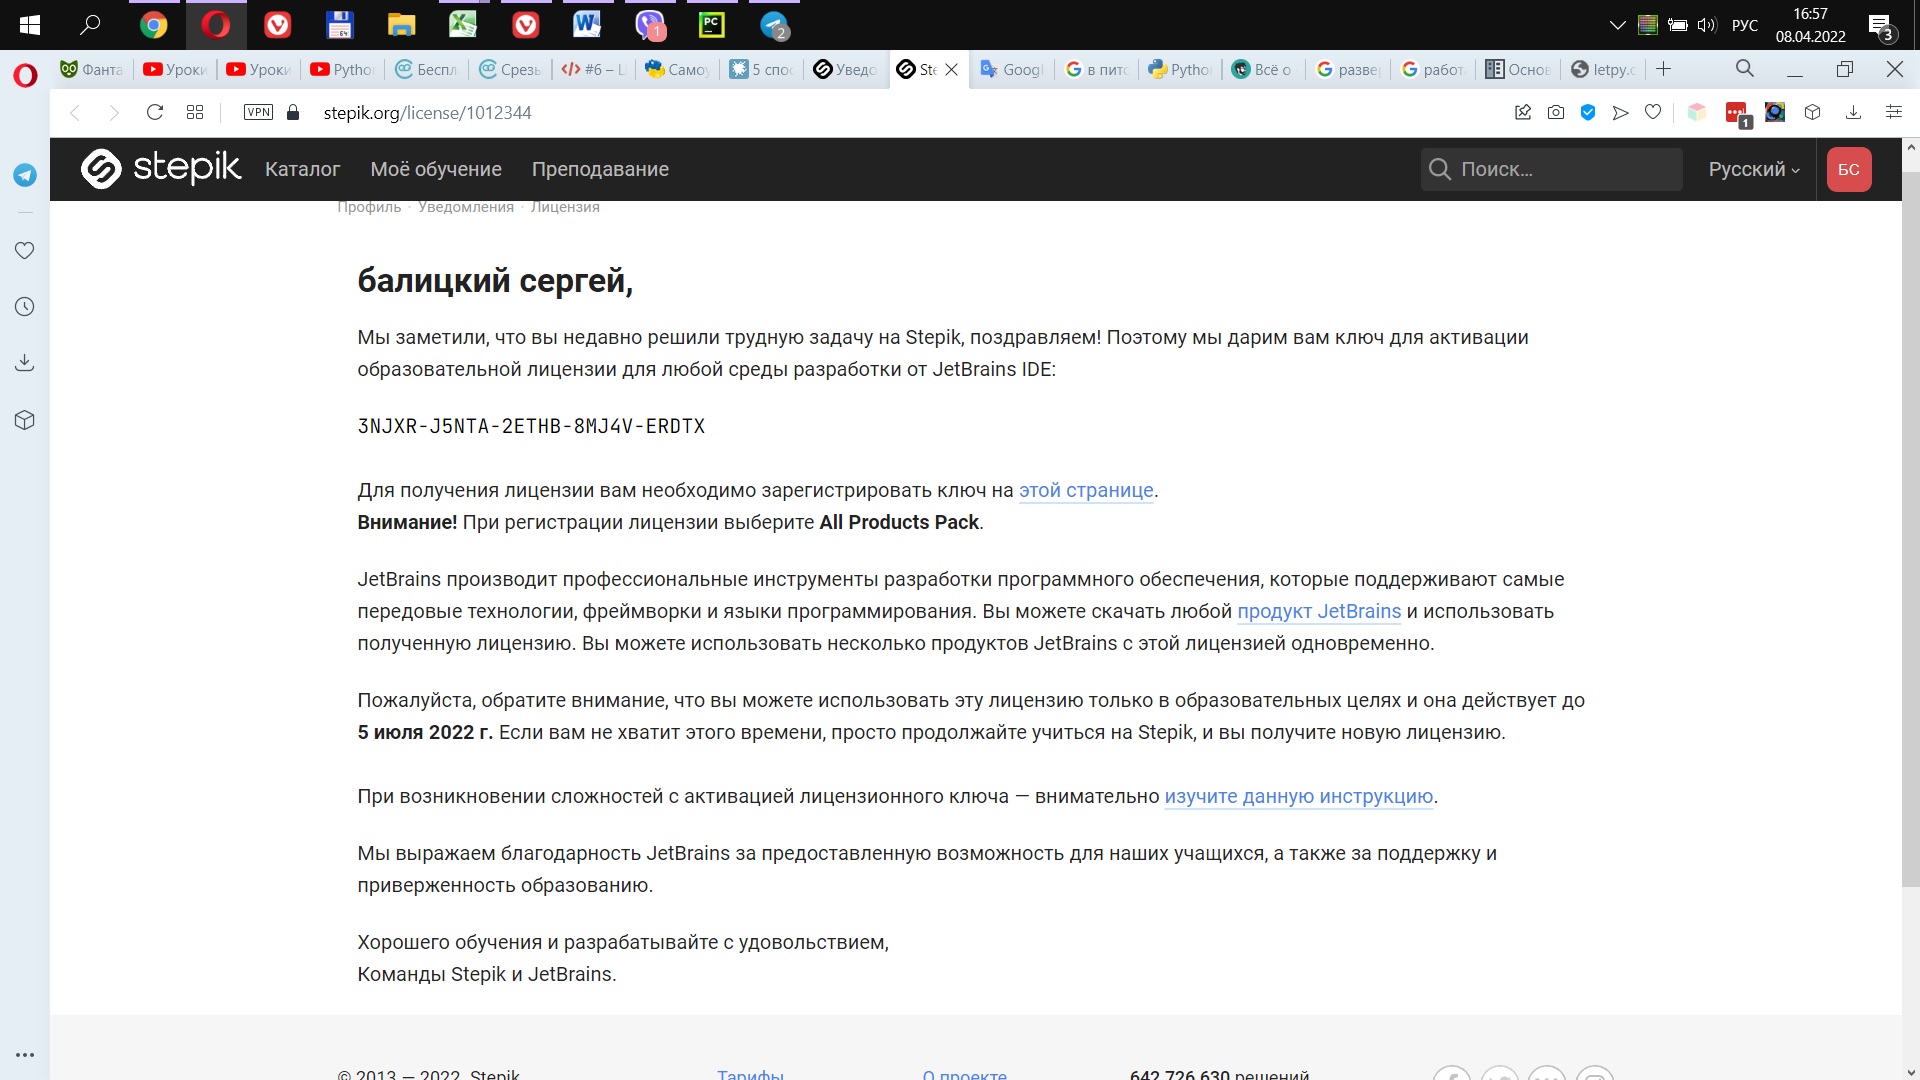 РУС
16:57
08.04.2022
3
64
1
PC
2
Фанта
Уроки
Уроки
Pytho
Беспл
Срезы
Самоу
5 спос
Уведо
Googl
в пито
Pytho
Всё о
разве
работ
Основ
letpy.c
VPN
stepik.org/license/1012344
1
stepik
Каталог
Моё обучение
Преподавание
Поиск...
Русский
БС
Профиль · Уведомления · Лицензия
балицкий сергей,
Мы заметили, что вы недавно решили трудную задачу на Stepik, поздравляем! Поэтому мы дарим вам ключ для активации
образовательной лицензии для любой среды разработки от JetBrains IDE:
3NJXR-J5NTA-2ETHB-8MJ4V-ERDTX
Для получения лицензии вам необходимо зарегистрировать ключ на этой странице.
Внимание! При регистрации лицензии выберите All Products Pack.
JetBrains производит профессиональные инструменты разработки программного обеспечения, которые поддерживают самые
передовые технологии, фреймворки и языки программирования. Вы можете скачать любой продукт JetBrains и использовать
полученную лицензию. Вы можете использовать несколько продуктов JetBrains с этой лицензией одновременно.
Пожалуйста, обратите внимание, что вы можете использовать эту лицензию только в образовательных целях и она действует до
5 июля 2022 г. Если вам не хватит этого времени, просто продолжайте учиться на Stepik, и вы получите новую лицензию.
При возникновении сложностей с активацией лицензионного ключа — внимательно изучите данную инструкцию.
Мы выражаем благодарность JetBrains за предоставленную возможность для наших учащихся, а также за поддержку и
приверженность образованию.
Хорошего обучения и разрабатывайте с удовольствием,
Команды Stepik и JetBrains.
© 2013 — 2022, Stepik
Тарифы
О проекте
642 726 630 решений